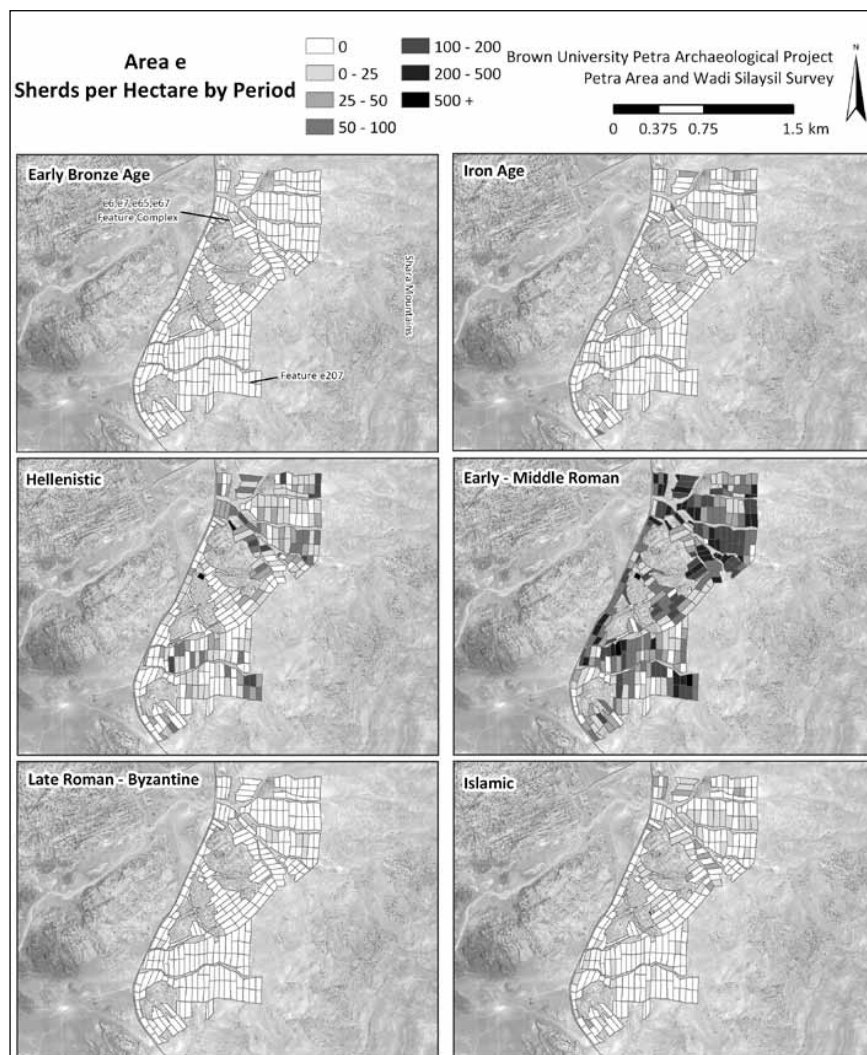 Area e
Sherds per Hectare by Period
0
0 - 25
25 - 50
50 - 100
100 - 200
200 - 500
500 +
Brown University Petra Archaeological Project
Petra Area and Wadi Silaysil Survey
N
0 0.375 0.75 1.5 km
Early Bronze Age
e6,e7,e65,e67
Feature Complex
Shara Mountains
Feature e207
Iron Age
Hellistic
Early - Middle Roman
Late Roman - Byzantine
Islamic